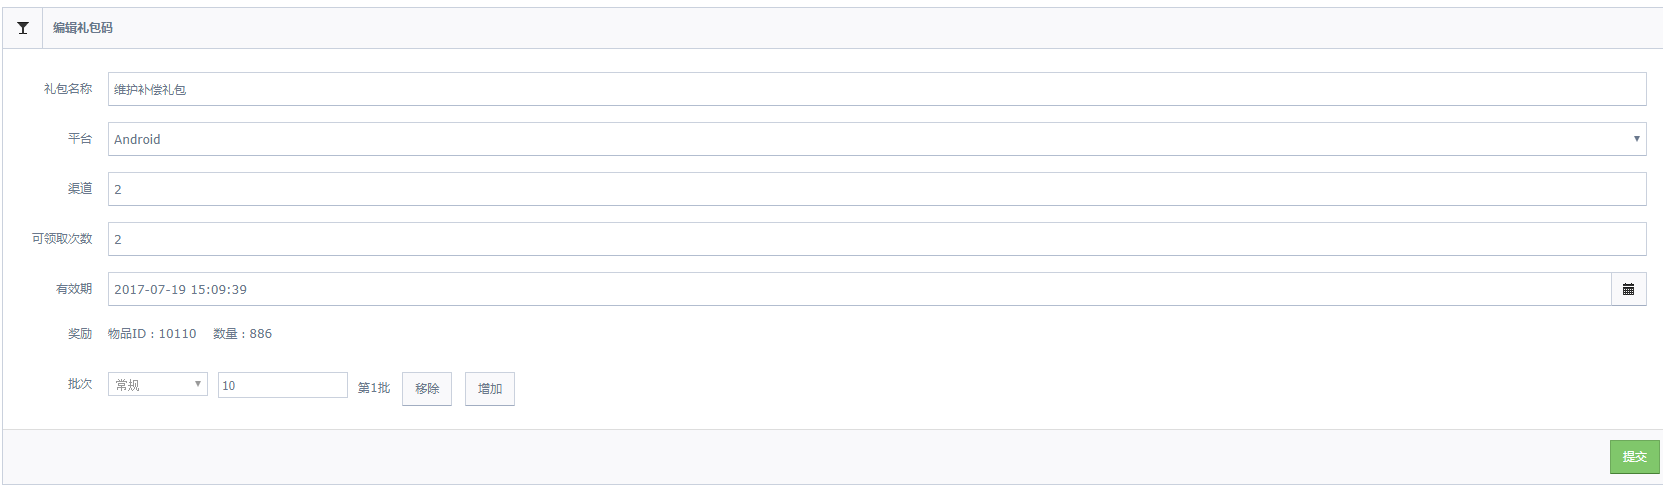 编辑礼包码
礼包名称 维护补偿礼包
平台 Android
渠道 2
可领取次数 2
有效期 2017-07-19 15:09:39
奖励 物品ID：10110 数量：886
批次 常规 10 第1批 移除 增加
提交